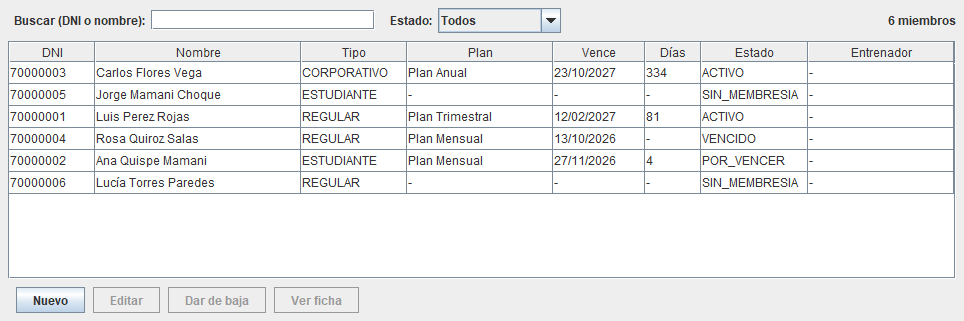 Buscar (DNI o nombre): Estado: Todos 6 miembros
DNI Nombre Tipo Plan Vence Días Estado Entrenador
70000003 Carlos Flores Vega CORPORATIVO Plan Anual 23/10/2027 334 ACTIVO -
70000005 Jorge Mamani Choque ESTUDIANTE - - - SIN_MEMBRESIA -
70000001 Luis Perez Rojas REGULAR Plan Trimestral 12/02/2027 81 ACTIVO -
70000004 Rosa Quiroz Salas REGULAR Plan Mensual 13/10/2026 - VENCIDO -
70000002 Ana Quispe Mamani ESTUDIANTE Plan Mensual 27/11/2026 4 POR_VENCER -
70000006 Lucía Torres Paredes REGULAR - - - SIN_MEMBRESIA -
Nuevo Editar Dar de baja Ver ficha